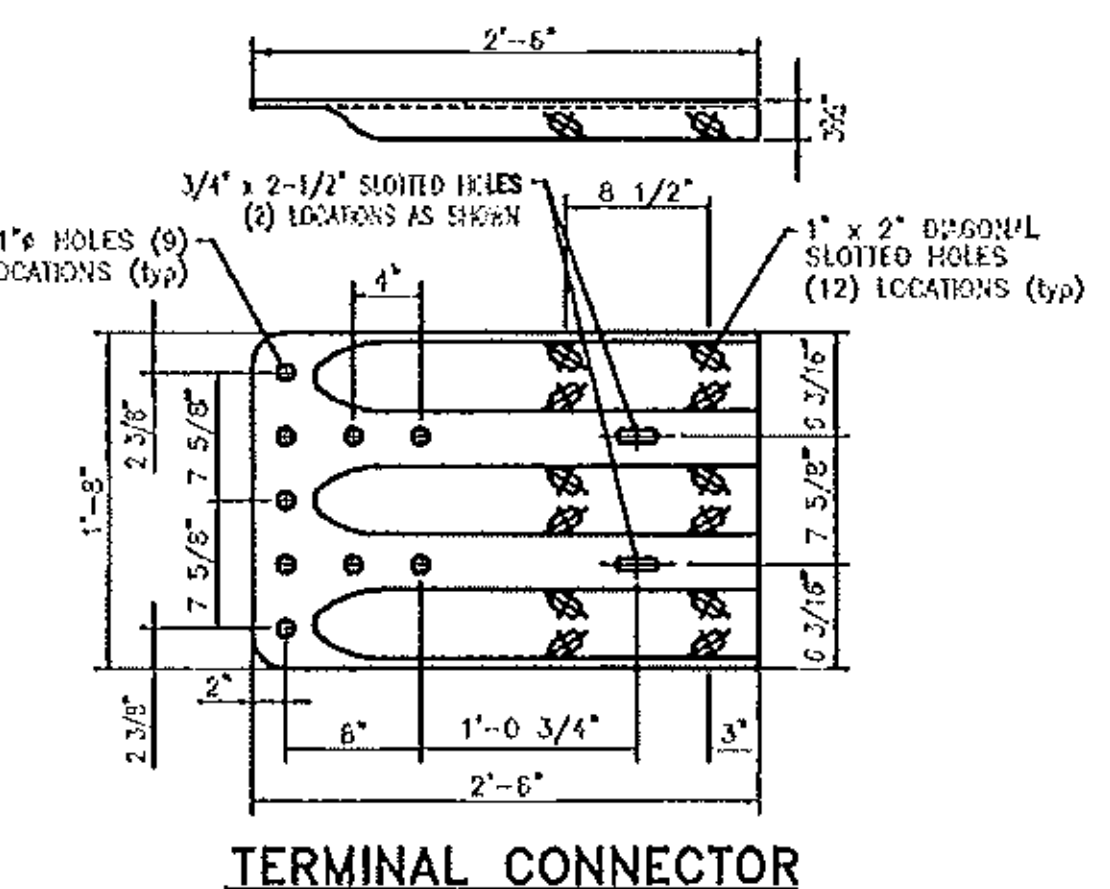 2'-6"
3/4" x 2-1/2" SLOTTED HOLES
(2) LOCATIONS AS SHOWN
8 1/2"
1"ø HOLES (9)
OCATIONS (typ)
4"
1" x 2" DIAGONAL
SLOTTED HOLES
(12) LOCATIONS (typ)
2 3/8"
7 5/8"
1'-8"
7 5/8"
2 3/8"
6 3/16"
7 5/8"
6 3/16"
2"
8"
1'-0 3/4"
3"
2'-6"
TERMINAL CONNECTOR